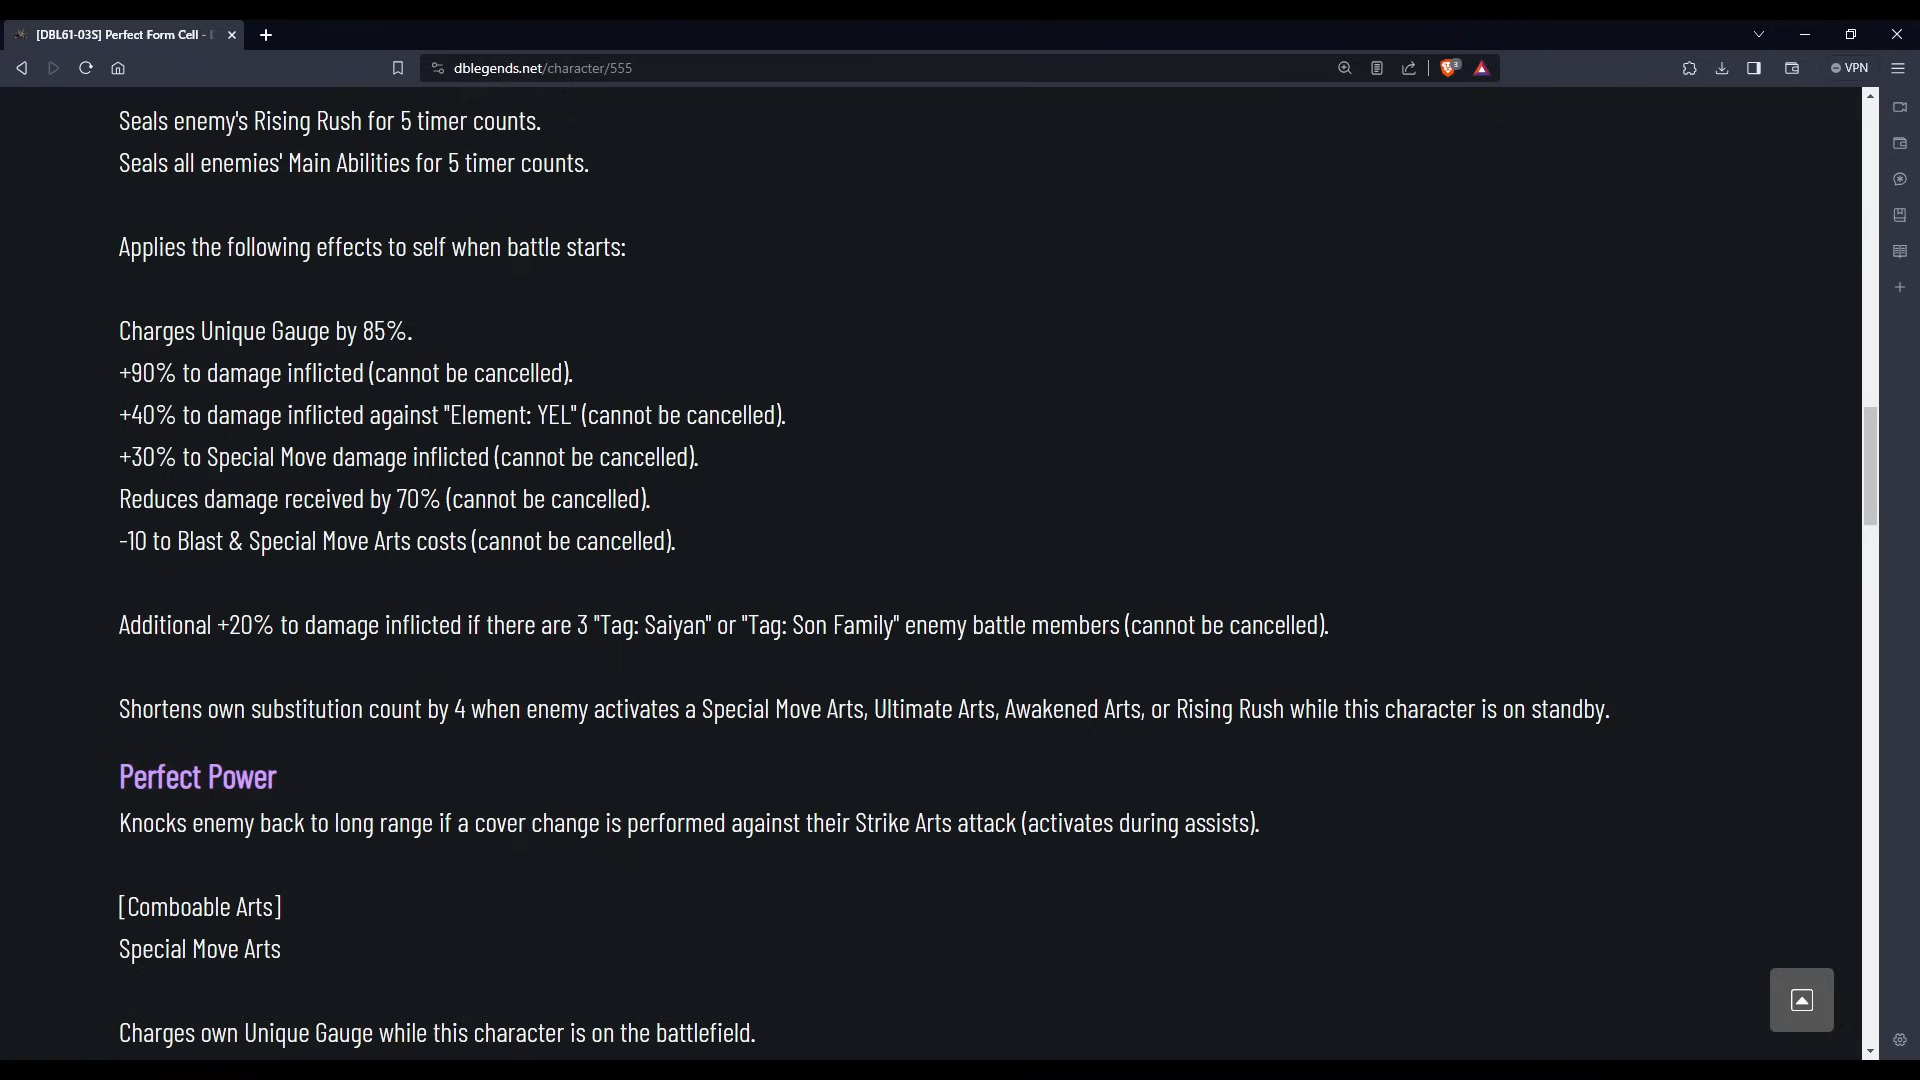 [DBL61-03S] Perfect Form Cell -
dblegends.net/character/555
3
VPN
Seals enemy's Rising Rush for 5 timer counts.
Seals all enemies' Main Abilities for 5 timer counts.
Applies the following effects to self when battle starts:
Charges Unique Gauge by 85%.
+90% to damage inflicted (cannot be cancelled).
+40% to damage inflicted against "Element: YEL" (cannot be cancelled).
+30% to Special Move damage inflicted (cannot be cancelled).
Reduces damage received by 70% (cannot be cancelled).
-10 to Blast & Special Move Arts costs (cannot be cancelled).
Additional +20% to damage inflicted if there are 3 "Tag: Saiyan" or "Tag: Son Family" enemy battle members (cannot be cancelled).
Shortens own substitution count by 4 when enemy activates a Special Move Arts, Ultimate Arts, Awakened Arts, or Rising Rush while this character is on standby.
Perfect Power
Knocks enemy back to long range if a cover change is performed against their Strike Arts attack (activates during assists).
[Comboable Arts]
Special Move Arts
Charges own Unique Gauge while this character is on the battlefield.